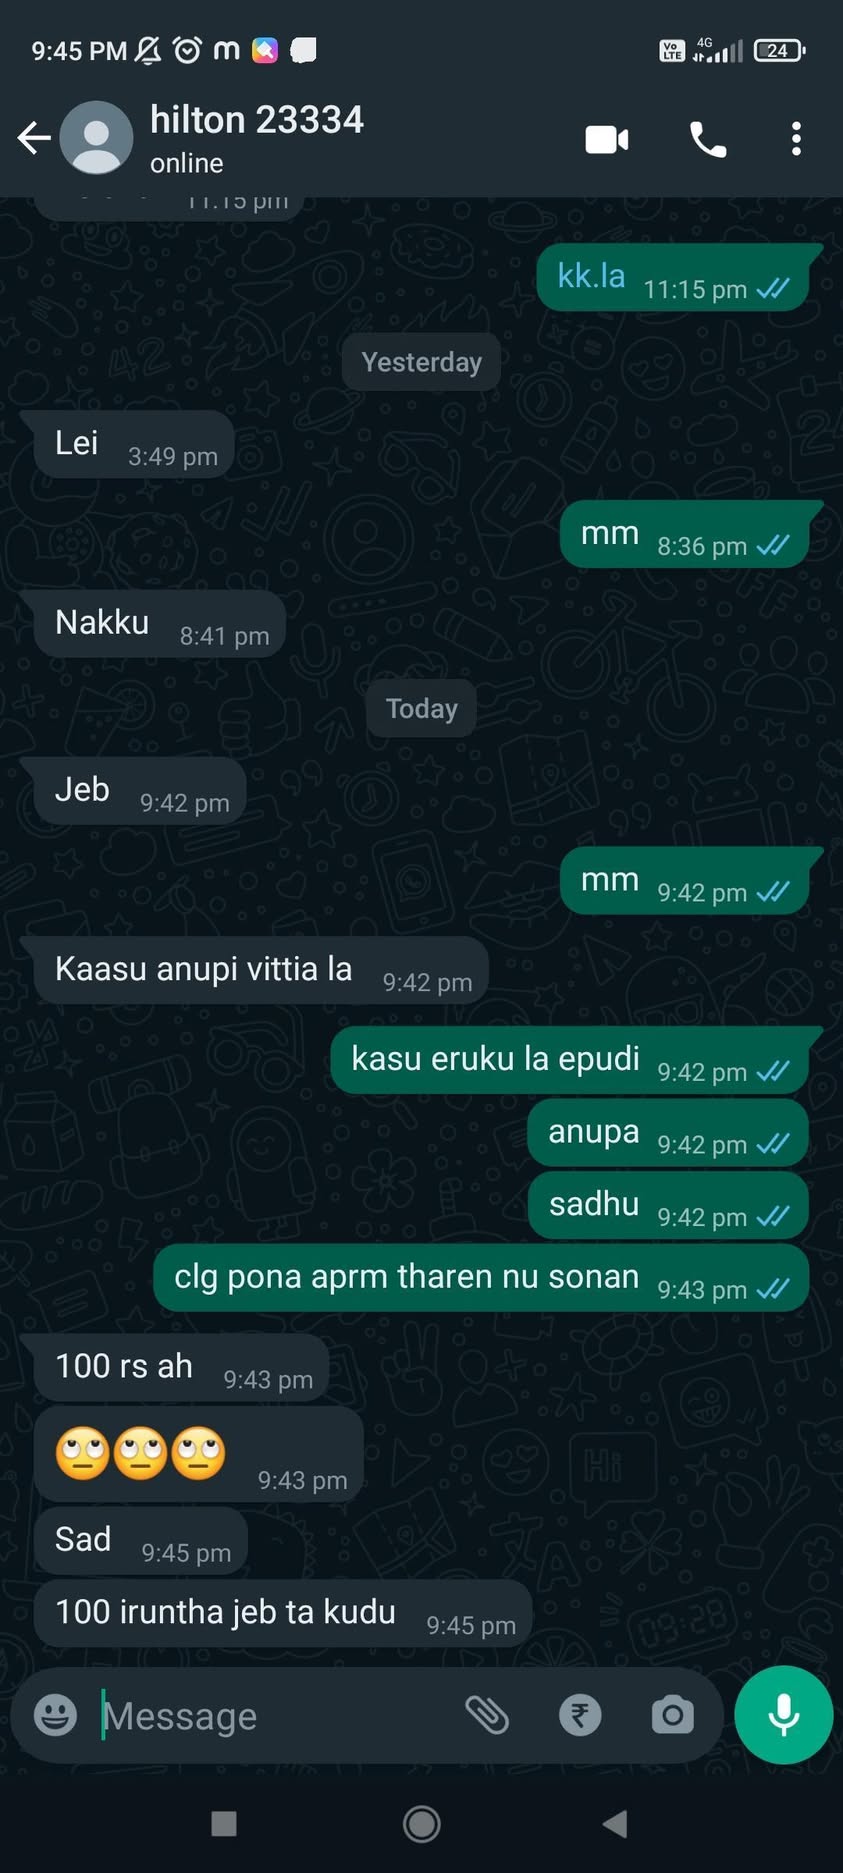 9:45 PM
Vo LTE 4G 24
hilton 23334
online
11:15 pm
kk.la 11:15 pm
Yesterday
Lei 3:49 pm
mm 8:36 pm
Nakku 8:41 pm
Today
Jeb 9:42 pm
mm 9:42 pm
Kaasu anupi vittia la 9:42 pm
kasu eruku la epudi 9:42 pm
anupa 9:42 pm
sadhu 9:42 pm
clg pona aprm tharen nu sonan 9:43 pm
100 rs ah 9:43 pm
🙄🙄🙄 9:43 pm
Sad 9:45 pm
100 iruntha jeb ta kudu 9:45 pm
Message